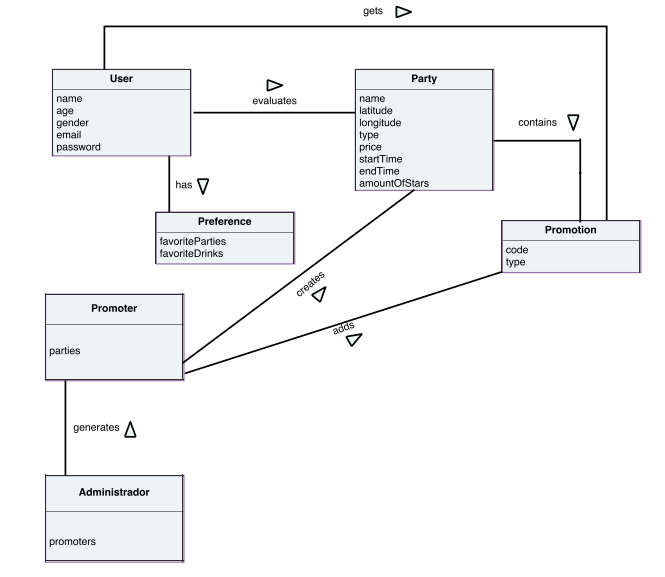 gets
User
name
age
gender
email
password
evaluates
Party
name
latitude
longitude
type
price
startTime
endTime
amountOfStars
contains
has
Preference
favoriteParties
favoriteDrinks
Promotion
code
type
creates
adds
Promoter
parties
generates
Administrador
promoters